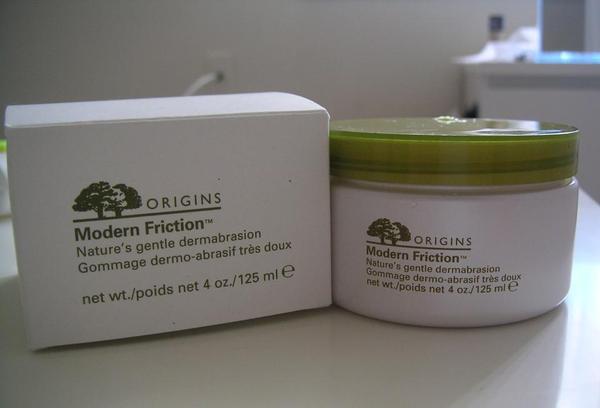 ORIGINS
Modern Friction™
Nature's gentle dermabrasion
Gommage dermo-abrasif très doux
net wt./poids net 4 oz./125 ml ℮
ORIGINS
Modern Friction™
Nature's gentle dermabrasion
Gommage dermo-abrasif très doux
net wt./poids net 4 oz./125 ml ℮